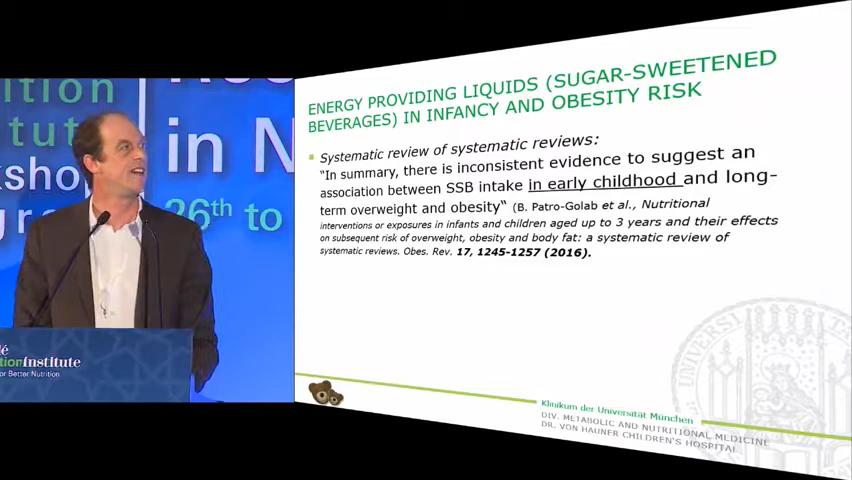 ition
in N
26th to
Nutrition Institute
or Better Nutrition
ENERGY PROVIDING LIQUIDS (SUGAR-SWEETENED
BEVERAGES) IN INFANCY AND OBESITY RISK
Systematic review of systematic reviews:
“In summary, there is inconsistent evidence to suggest an
association between SSB intake in early childhood and long-
term overweight and obesity“ (B. Patro-Golab et al., Nutritional
interventions or exposures in infants and children aged up to 3 years and their effects
on subsequent risk of overweight, obesity and body fat: a systematic review of
systematic reviews. Obes. Rev. 17, 1245-1257 (2016).
Klinikum der Universität München
DIV. METABOLIC AND NUTRITIONAL MEDICINE
DR. VON HAUNER CHILDREN'S HOSPITAL